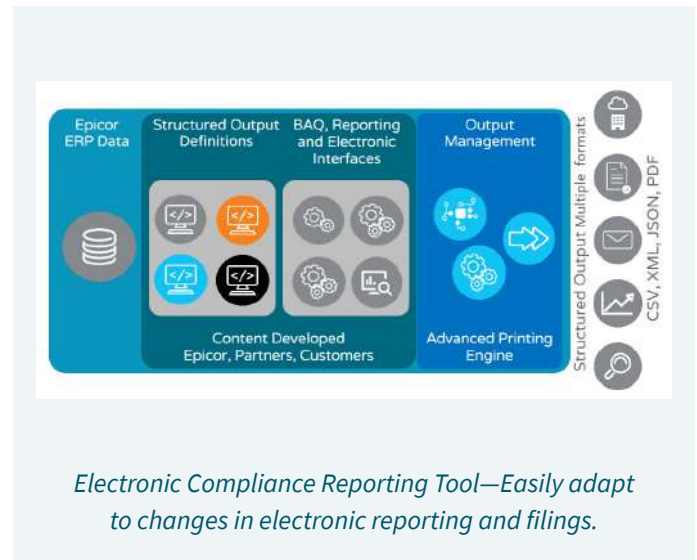 Epicor
ERP Data
Structured Output
Definitions
BAQ, Reporting
and Electronic
Interfaces
Output
Management
</>
</>
</>
</>
Content Developed
Epicor, Partners, Customers
Advanced Printing
Engine
Structured Output Multiple formats
CSV, XML, JSON, PDF
Electronic Compliance Reporting Tool—Easily adapt
to changes in electronic reporting and filings.